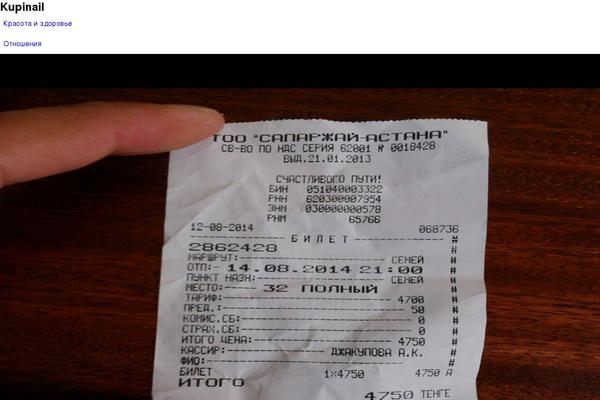 Kupinail
Красота и здоровье
Отношения
ТОО "САПАРЖАЙ-АСТАНА"
СВ-ВО ПО НДС СЕРИЯ 62001 № 0018428
ВЫД.21.01.2013
СЧАСТЛИВОГО ПУТИ!
БИН 051040003322
РНН 620300007954
ЗНМ 030000000578
РНМ 65766
12-08-2014 068736
----------------БИЛЕТ----------------#
2862428 #
МАРШРУТ:---------------- СЕМЕЙ #
ОТП:- 14.08.2014 21:00 #
ПУНКТ НАЗН:------------- СЕМЕЙ #
МЕСТО:---- 32 ПОЛНЫЙ #
ТАРИФ:------------------ 4700 #
ПРЕД.:------------------ 50 #
КОМИС.СБ:--------------- 0 #
СТРАХ.СБ:--------------- 0 #
ИТОГО ЦЕНА:------------- 4750 #
КАССИР:----------- ДЖАКУПОВА А.К. #
ФИО:-------------------- #
БИЛЕТ 1x4750 4750 А
ИТОГО
4750 ТЕНГЕ